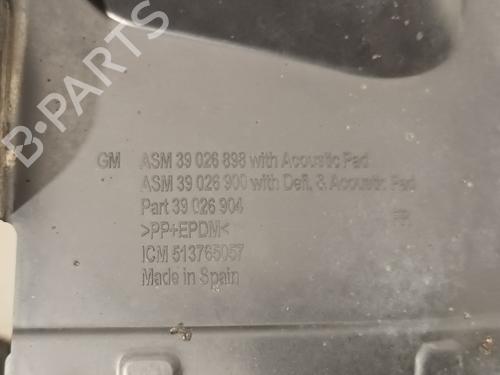 B-PARTS
GM ASM 39 026 898 with Acoustic Pad
ASM 39 026 900 with Defl. & Acoustic Pad
Part 39 026 904
>PP+EPDM<
ICM 513765057
Made in Spain